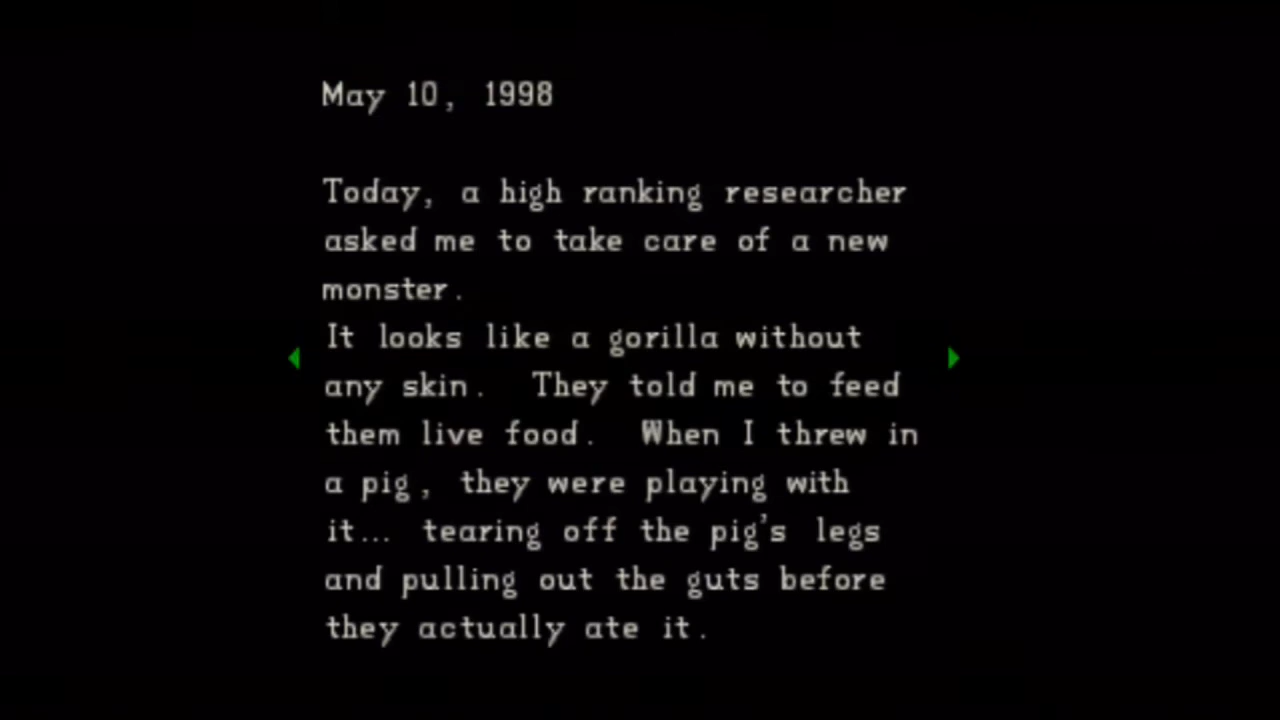 May 10, 1998
Today, a high ranking researcher
asked me to take care of a new
monster.
It looks like a gorilla without
any skin. They told me to feed
them live food. When I threw in
a pig, they were playing with
it... tearing off the pig's legs
and pulling out the guts before
they actually ate it.